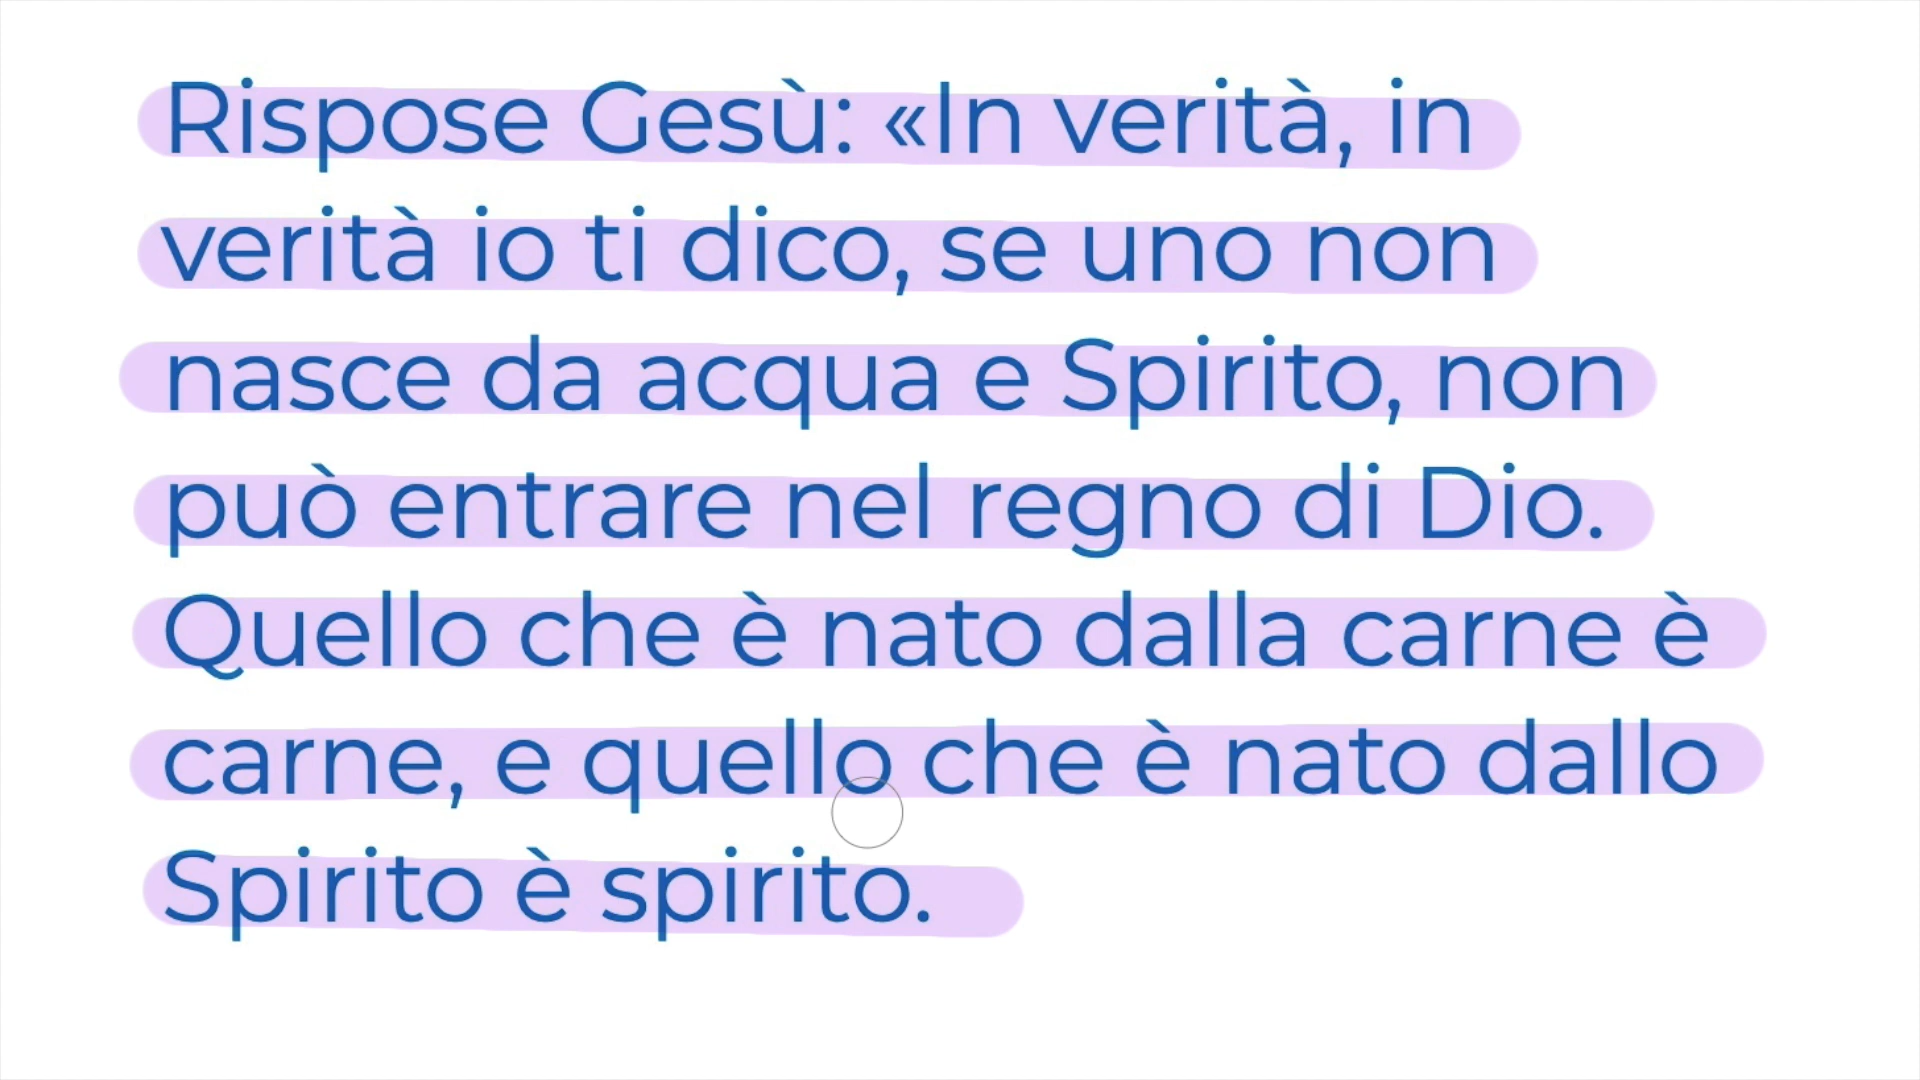 Rispose Gesù: «In verità, in
verità io ti dico, se uno non
nasce da acqua e Spirito, non
può entrare nel regno di Dio.
Quello che è nato dalla carne è
carne, e quello che è nato dallo
Spirito è spirito.